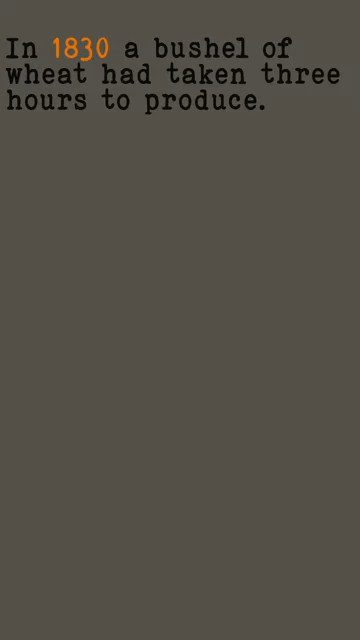 In 1830 a bushel of
wheat had taken three
hours to produce.